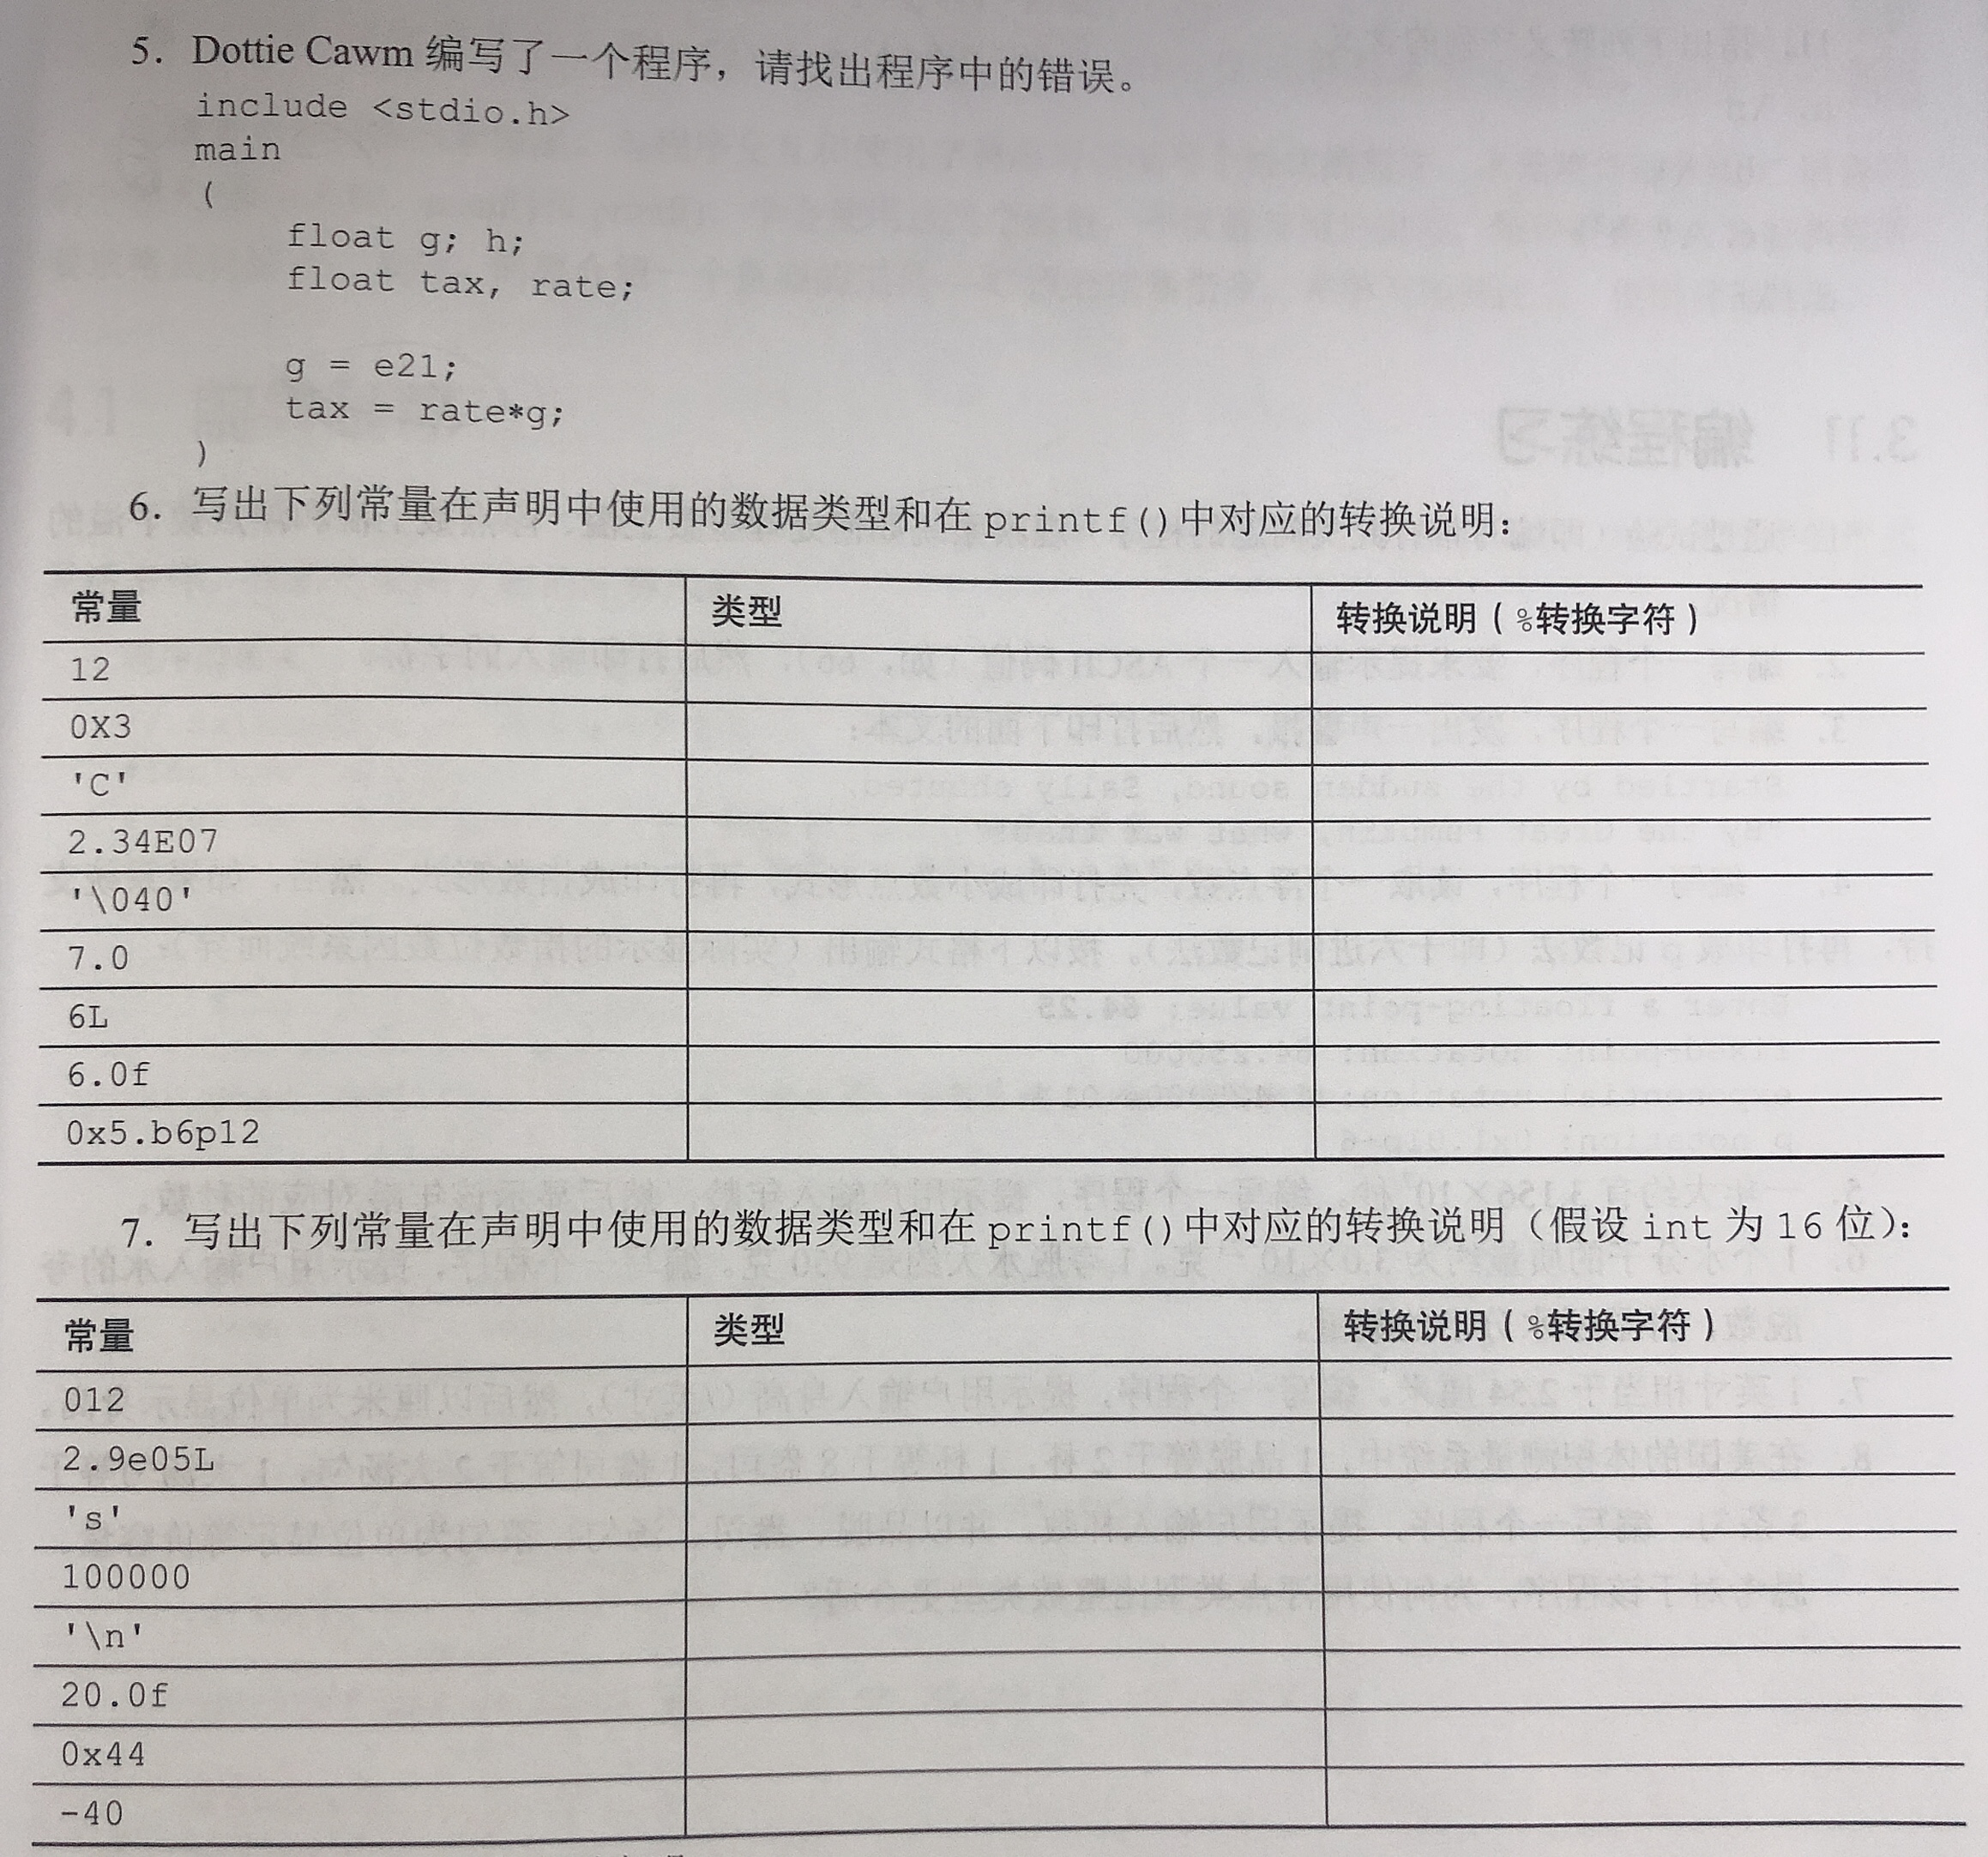 5. Dottie Cawm 编写了一个程序，请找出程序中的错误。
include <stdio.h>
main
(
float g; h;
float tax, rate;
g = e21;
tax = rate*g;
)
6. 写出下列常量在声明中使用的数据类型和在 printf()中对应的转换说明：
常量 类型 转换说明（%转换字符）
12
0X3
'C'
2.34E07
'\040'
7.0
6L
6.0f
0x5.b6p12
7. 写出下列常量在声明中使用的数据类型和在 printf()中对应的转换说明（假设 int 为 16 位）：
常量 类型 转换说明（%转换字符）
012
2.9e05L
's'
100000
'\n'
20.0f
0x44
-40